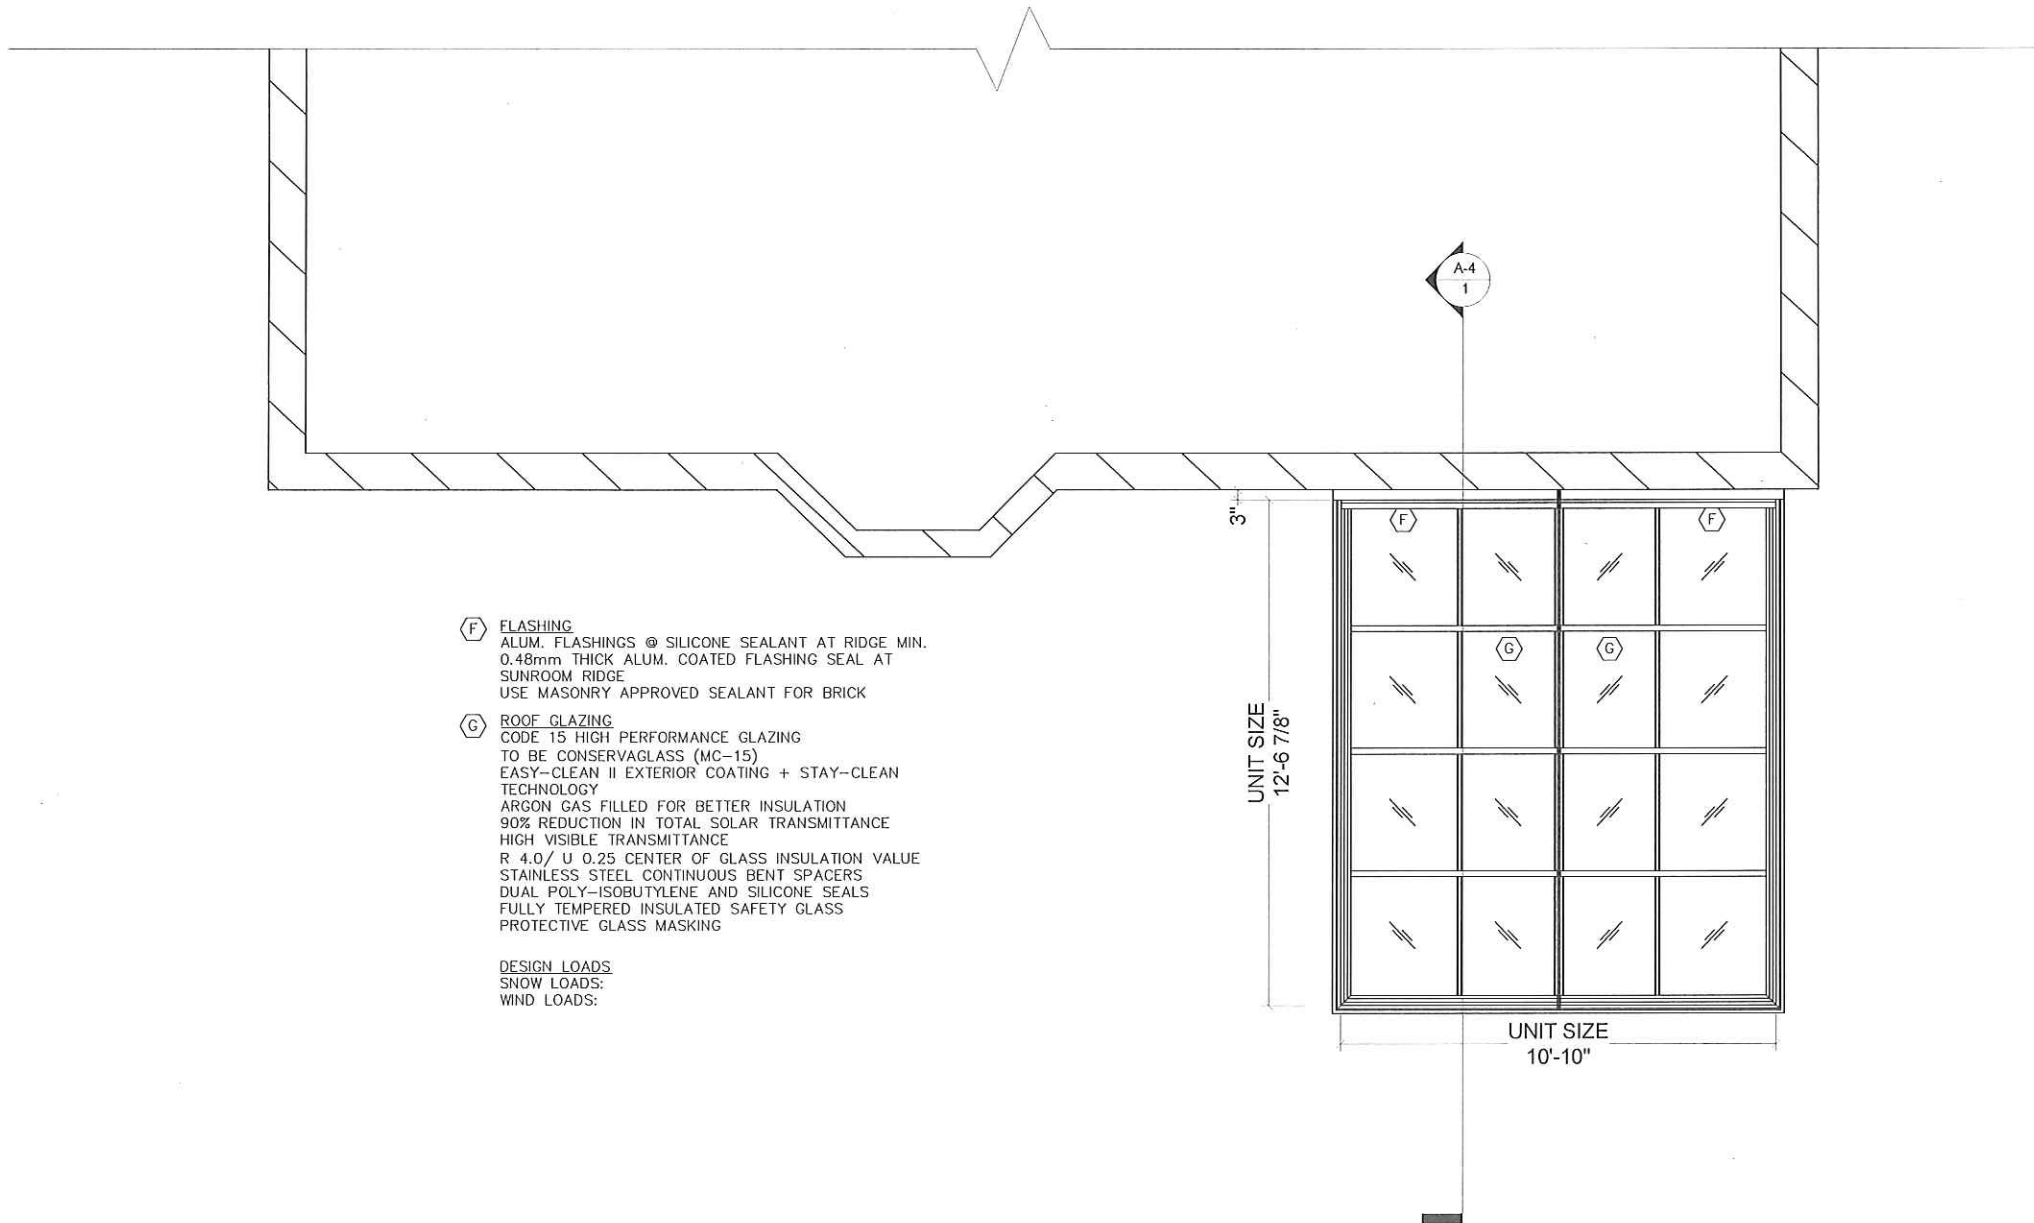 A-4
1
3"
F
F
G
G
UNIT SIZE
12'-6 7/8"
UNIT SIZE
10'-10"
F
FLASHING
ALUM. FLASHINGS @ SILICONE SEALANT AT RIDGE MIN.
0.48mm THICK ALUM. COATED FLASHING SEAL AT
SUNROOM RIDGE
USE MASONRY APPROVED SEALANT FOR BRICK
G
ROOF GLAZING
CODE 15 HIGH PERFORMANCE GLAZING
TO BE CONSERVAGLASS (MC-15)
EASY-CLEAN II EXTERIOR COATING + STAY-CLEAN
TECHNOLOGY
ARGON GAS FILLED FOR BETTER INSULATION
90% REDUCTION IN TOTAL SOLAR TRANSMITTANCE
HIGH VISIBLE TRANSMITTANCE
R 4.0/ U 0.25 CENTER OF GLASS INSULATION VALUE
STAINLESS STEEL CONTINUOUS BENT SPACERS
DUAL POLY-ISOBUTYLENE AND SILICONE SEALS
FULLY TEMPERED INSULATED SAFETY GLASS
PROTECTIVE GLASS MASKING
DESIGN LOADS
SNOW LOADS:
WIND LOADS: